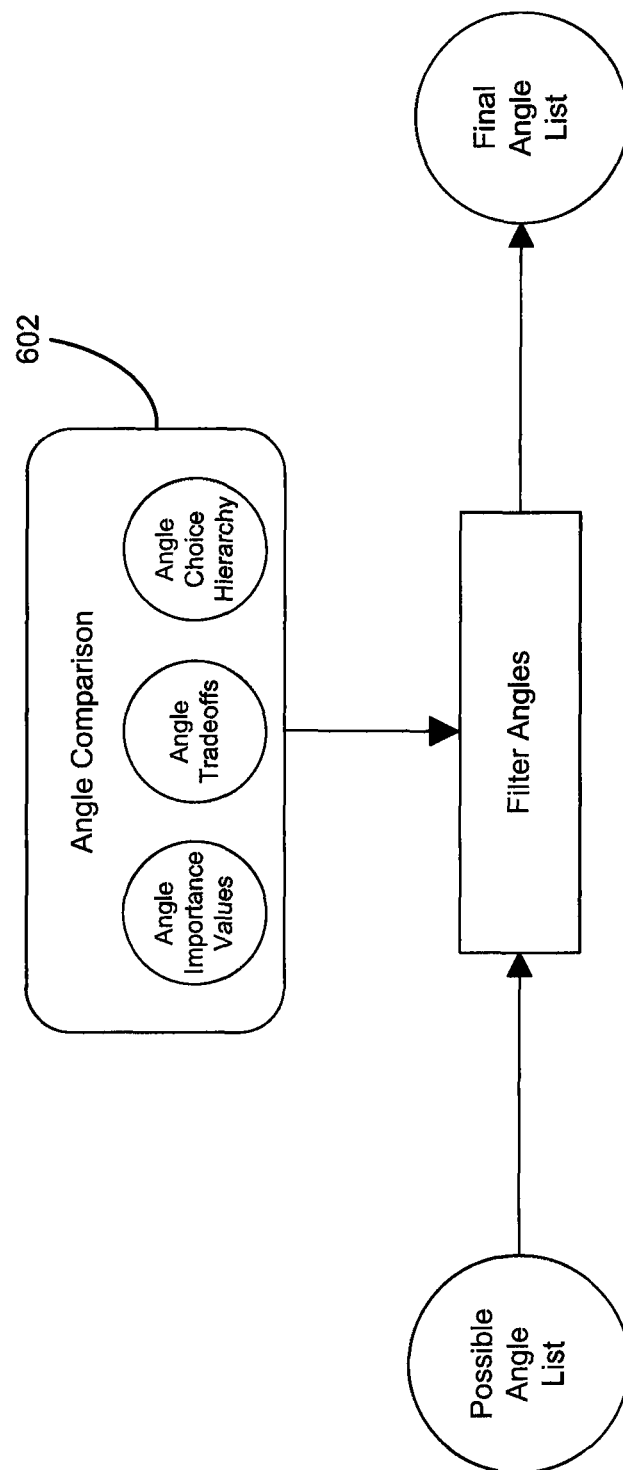 602
Angle Comparison
Angle
Importance
Values
Angle
Tradeoffs
Angle
Choice
Hierarchy
Possible
Angle
List
Filter Angles
Final
Angle
List